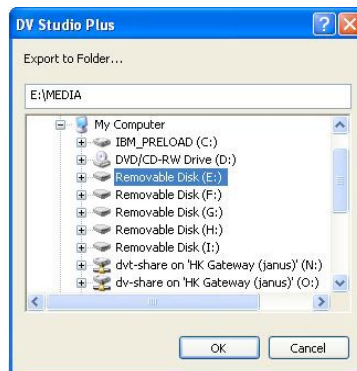 DV Studio Plus
Export to Folder...
E:\MEDIA
My Computer
IBM_PRELOAD (C:)
DVD/CD-RW Drive (D:)
Removable Disk (E:)
Removable Disk (F:)
Removable Disk (G:)
Removable Disk (H:)
Removable Disk (I:)
dvt-share on 'HK Gateway (janus)' (N:)
dv-share on 'HK Gateway (janus)' (O:)
OK Cancel